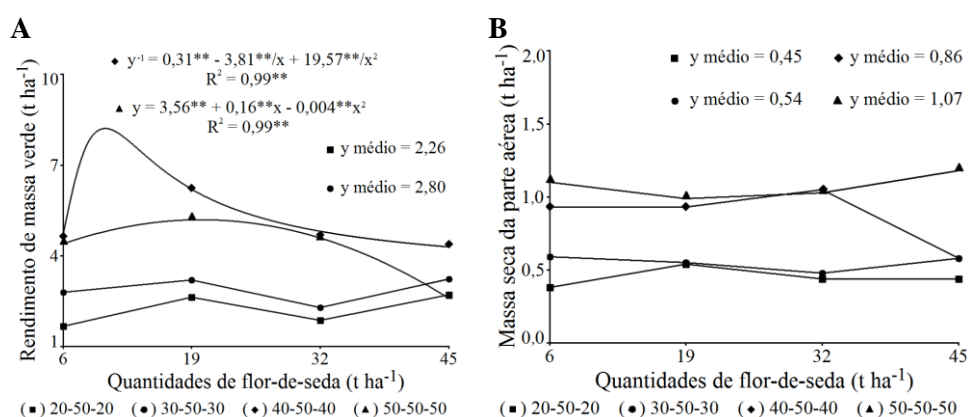 A
◆ y⁻¹ = 0,31** - 3,81**/x + 19,57**/x²
R² = 0,99**
▲ y = 3,56** + 0,16**x - 0,004**x²
R² = 0,99**
■ y médio = 2,26
● y médio = 2,80
Rendimento de massa verde (t ha⁻¹)
10
7
4
1
6 19 32 45
Quantidades de flor-de-seda (t ha⁻¹)
( ■ ) 20-50-20 ( ● ) 30-50-30 ( ◆ ) 40-50-40 ( ▲ ) 50-50-50
B
■ y médio = 0,45 ◆ y médio = 0,86
● y médio = 0,54 ▲ y médio = 1,07
Massa seca da parte aérea (t ha⁻¹)
2,0
1,5
1,0
0,5
0,0
6 19 32 45
Quantidades de flor-de-seda (t ha⁻¹)
( ■ ) 20-50-20 ( ● ) 30-50-30 ( ◆ ) 40-50-40 ( ▲ ) 50-50-50